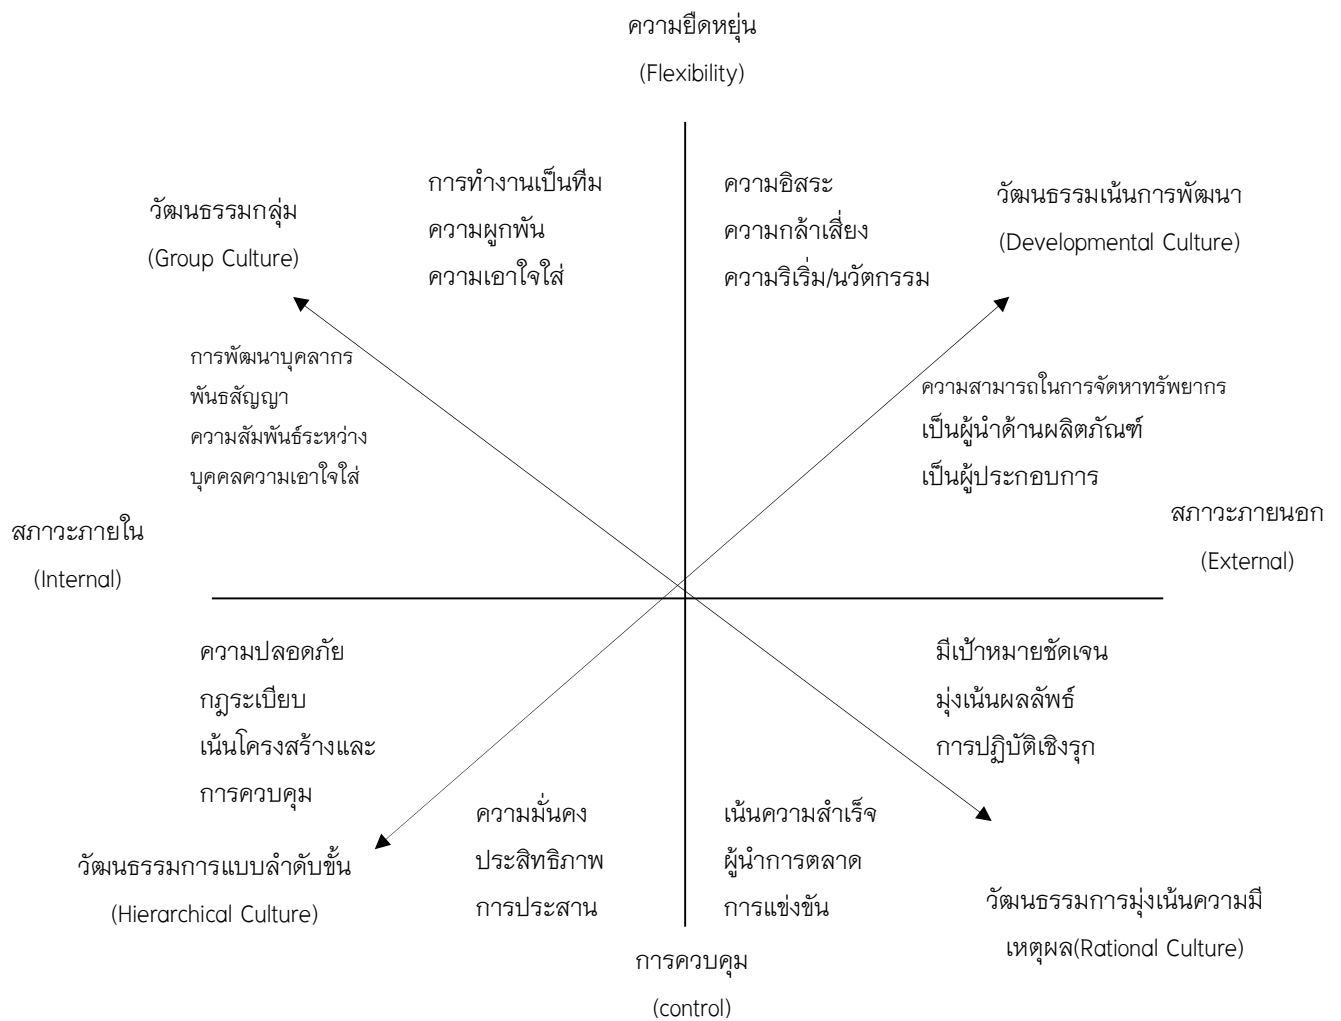 ความยืดหยุ่น
(Flexibility)
วัฒนธรรมกลุ่ม
(Group Culture)
การทำงานเป็นทีม
ความผูกพัน
ความเอาใจใส่
ความอิสระ
ความกล้าเสี่ยง
ความริเริ่ม/นวัตกรรม
วัฒนธรรมเน้นการพัฒนา
(Developmental Culture)
การพัฒนาบุคลากร
พันธสัญญา
ความสัมพันธ์ระหว่าง
บุคคลความเอาใจใส่
ความสามารถในการจัดหาทรัพยากร
เป็นผู้นำด้านผลิตภัณฑ์
เป็นผู้ประกอบการ
สภาวะภายใน
(Internal)
สภาวะภายนอก
(External)
ความปลอดภัย
กฎระเบียบ
เน้นโครงสร้างและ
การควบคุม
มีเป้าหมายชัดเจน
มุ่งเน้นผลลัพธ์
การปฏิบัติเชิงรุก
วัฒนธรรมการแบบลำดับขั้น
(Hierarchical Culture)
ความมั่นคง
ประสิทธิภาพ
การประสาน
เน้นความสำเร็จ
ผู้นำการตลาด
การแข่งขัน
วัฒนธรรมการมุ่งเน้นความมี
เหตุผล(Rational Culture)
การควบคุม
(control)